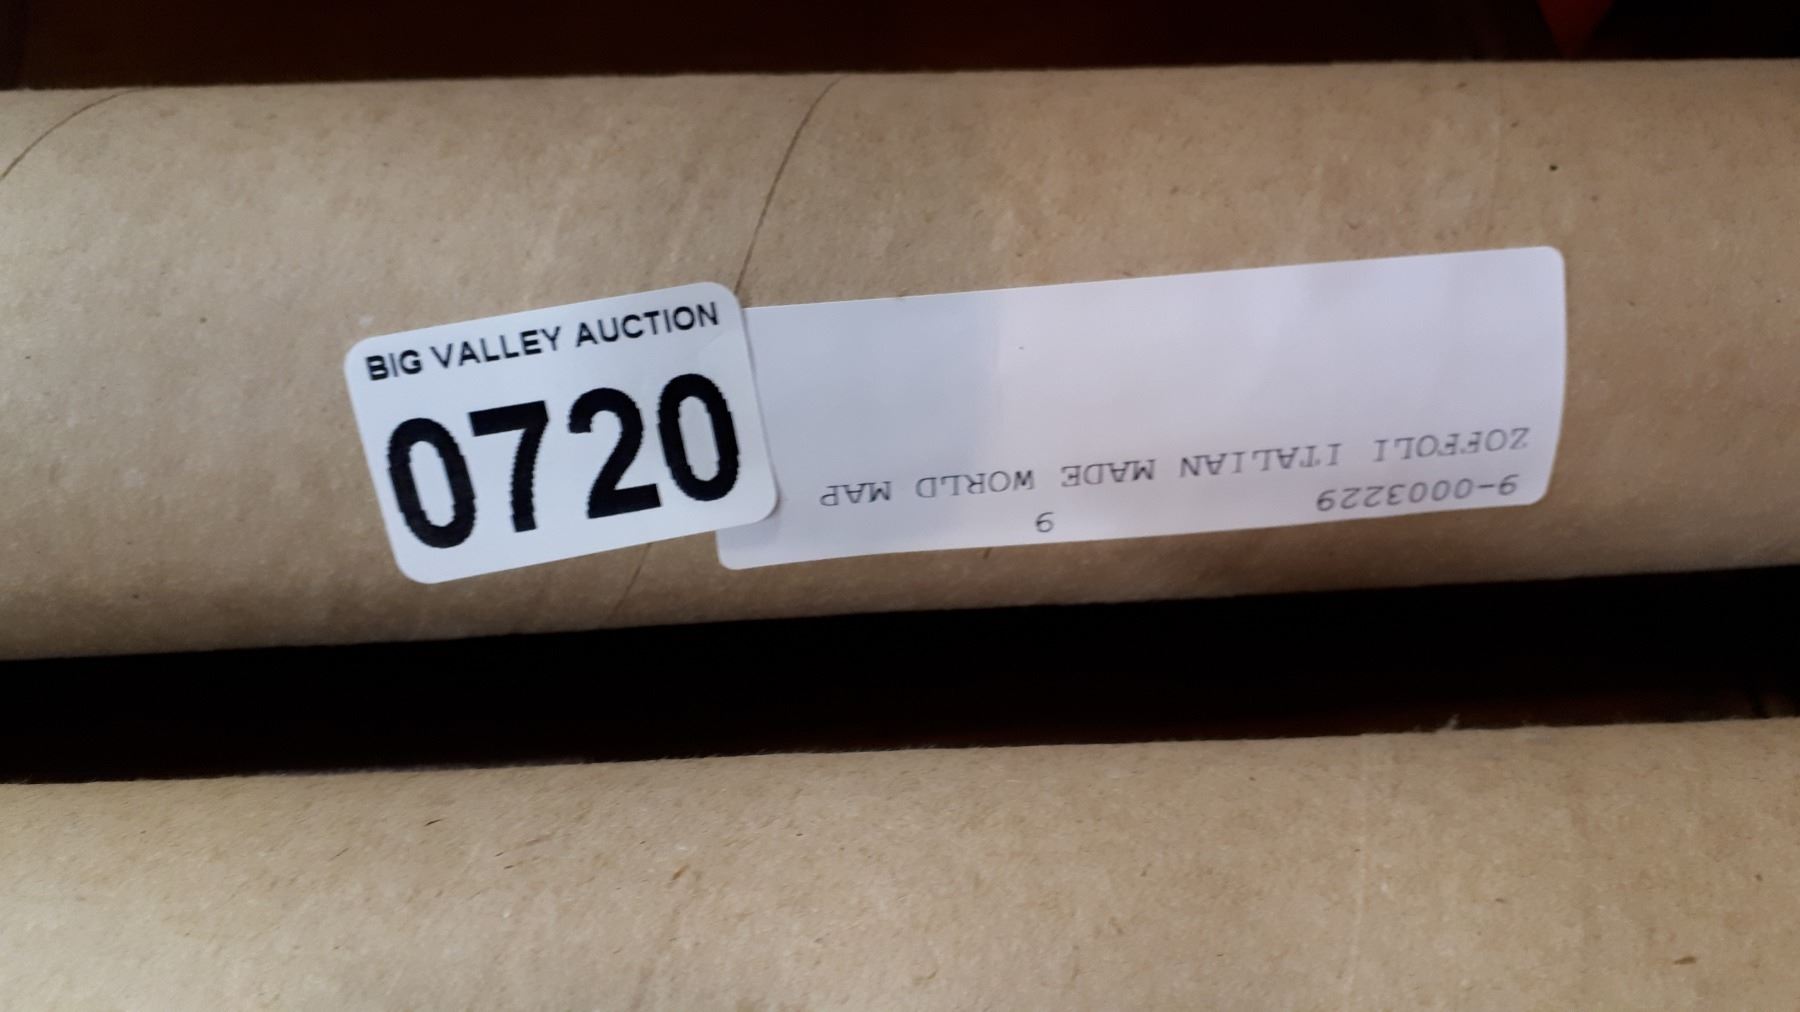 BIG VALLEY AUCTION
0720
9-0003229 9
ZOFFOLI ITALIAN MADE WORLD MAP